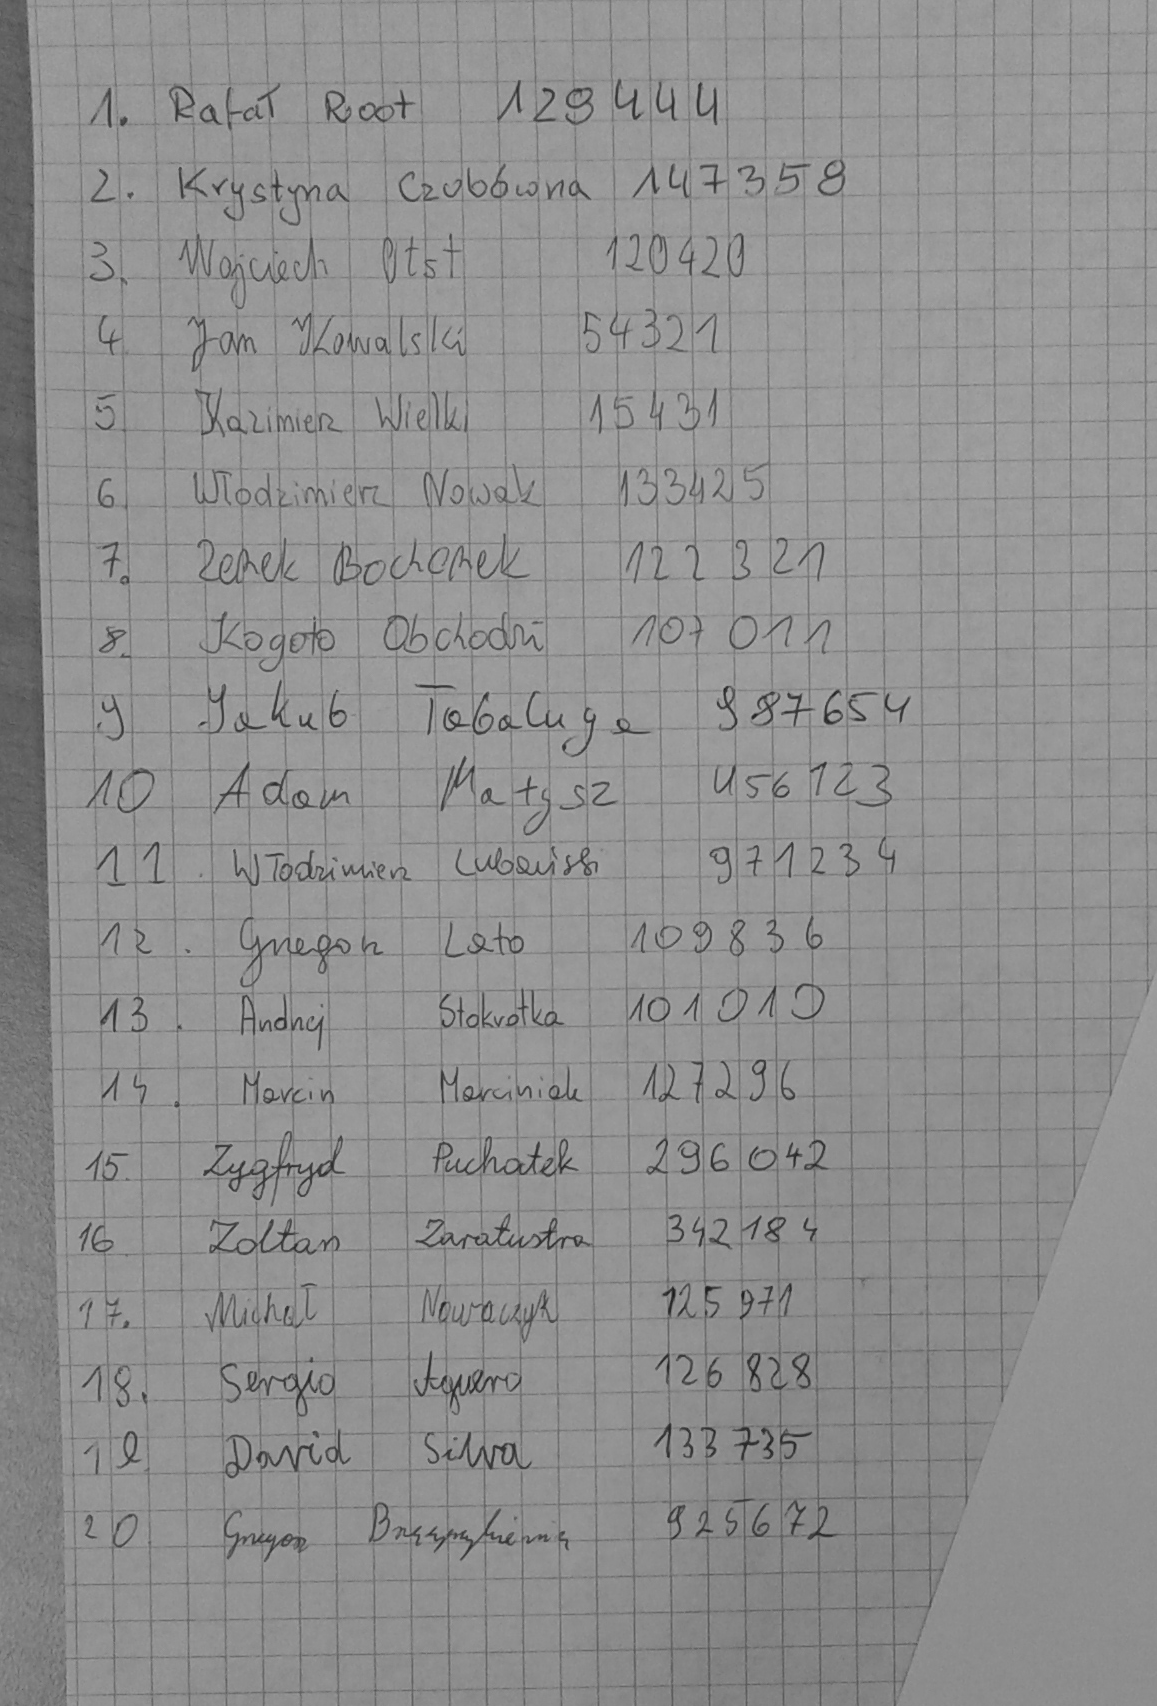 1. Rafał Root 129444
2. Krystyna Czubówna 147358
3. Wojciech Otst 120420
4 Jan Kowalski 54321
5 Kazimierz Wielki 15431
6 Włodzimierz Nowak 133425
7. Zenek Bochenek 122321
8. Kogoto Obchodzi 107011
9 Jakub Tabaluga 987654
10 Adam Matysz 456123
11. Włodzimierz 971234
12. Grzegorz Lato 109836
13. Andrzej Stokrotka 101010
14. Marcin Marciniak 127296
15. Zygfryd Puchatek 296042
16 Zoltan Zaratustra 342184
17. Michał Nowaczyk 125971
18. Sergio Aguero 126828
19. David Silva 133735
20 Grzegorz 925672